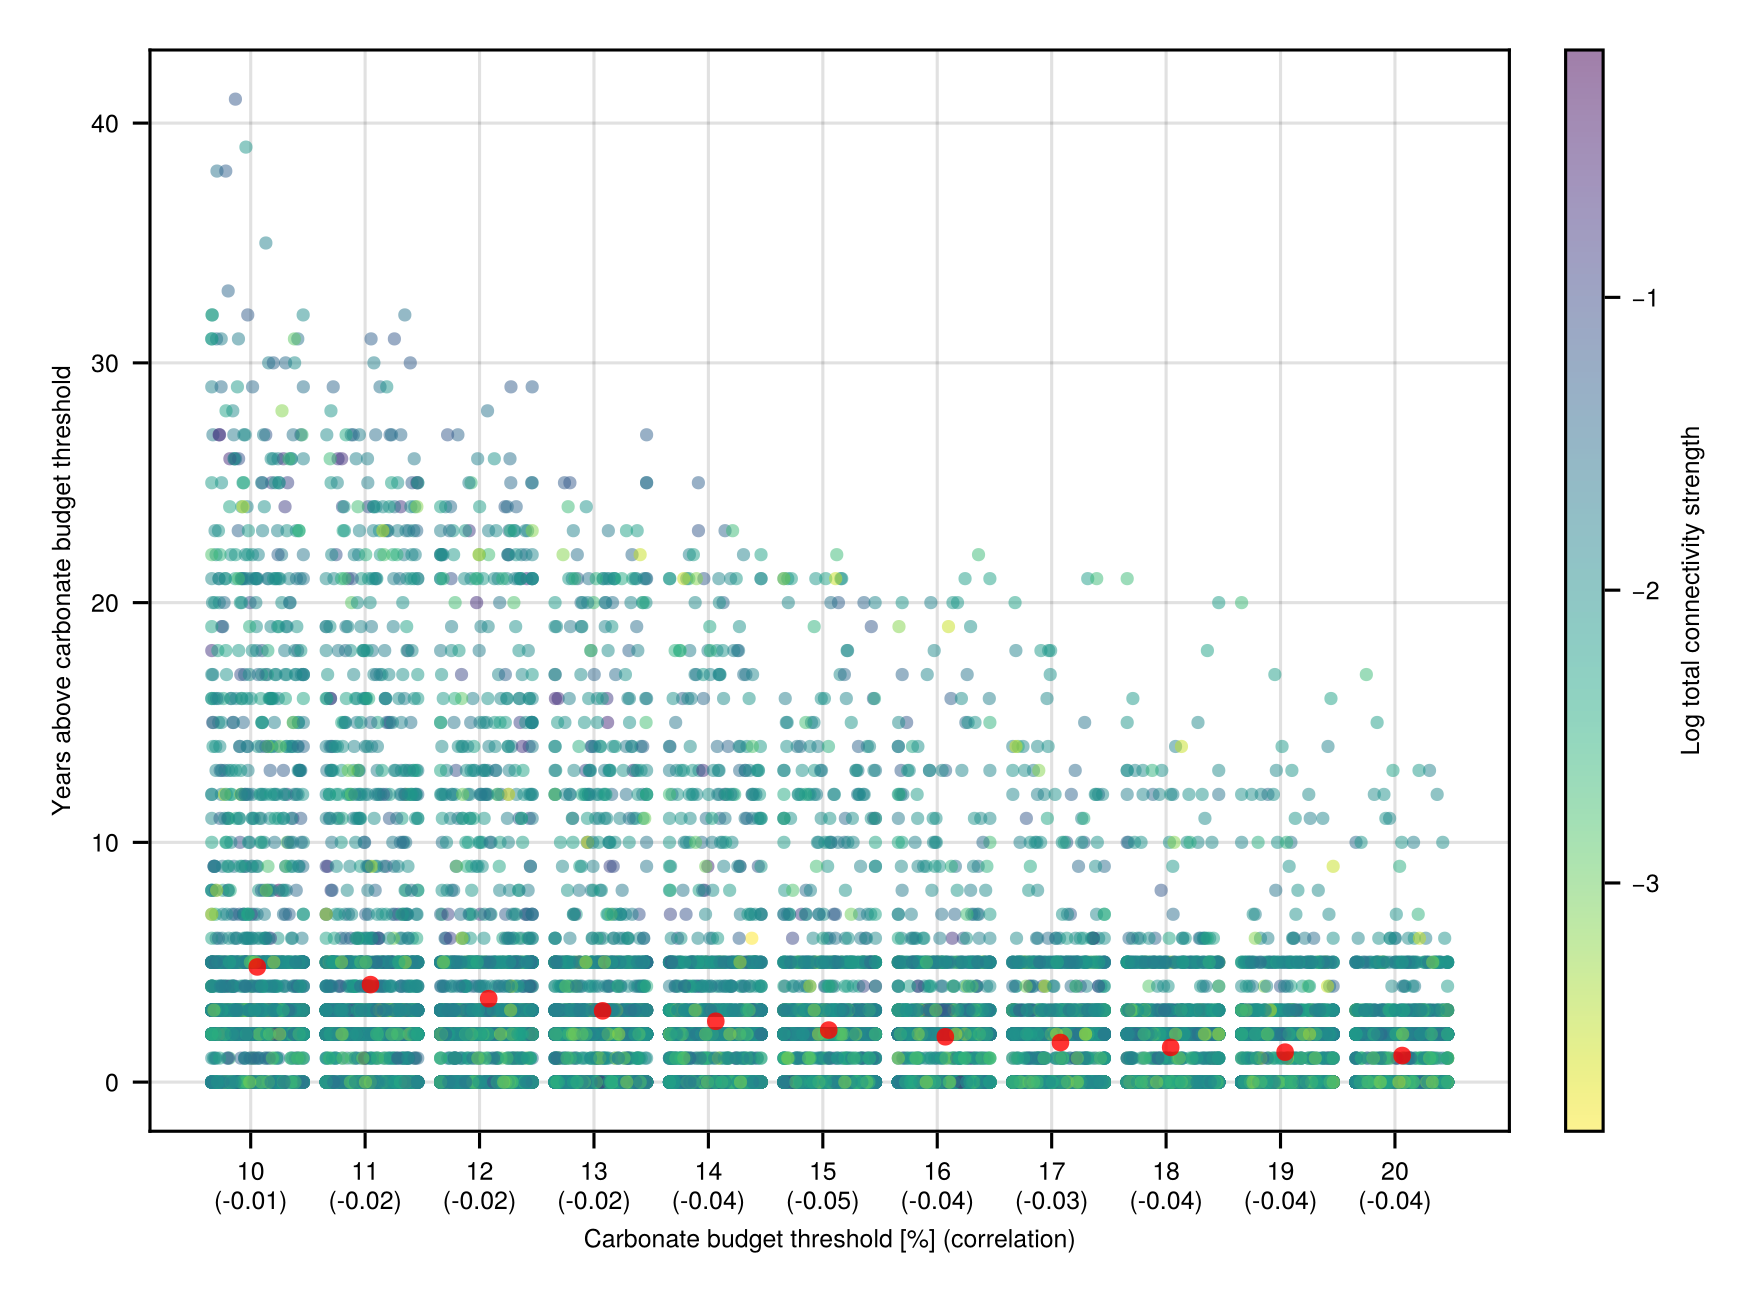 40
30
20
10
0
Years above carbonate budget threshold
10 11 12 13 14 15 16 17 18 19 20
(-0.01) (-0.02) (-0.02) (-0.02) (-0.04) (-0.05) (-0.04) (-0.03) (-0.04) (-0.04) (-0.04)
Carbonate budget threshold [%] (correlation)
−1
−2
−3
Log total connectivity strength